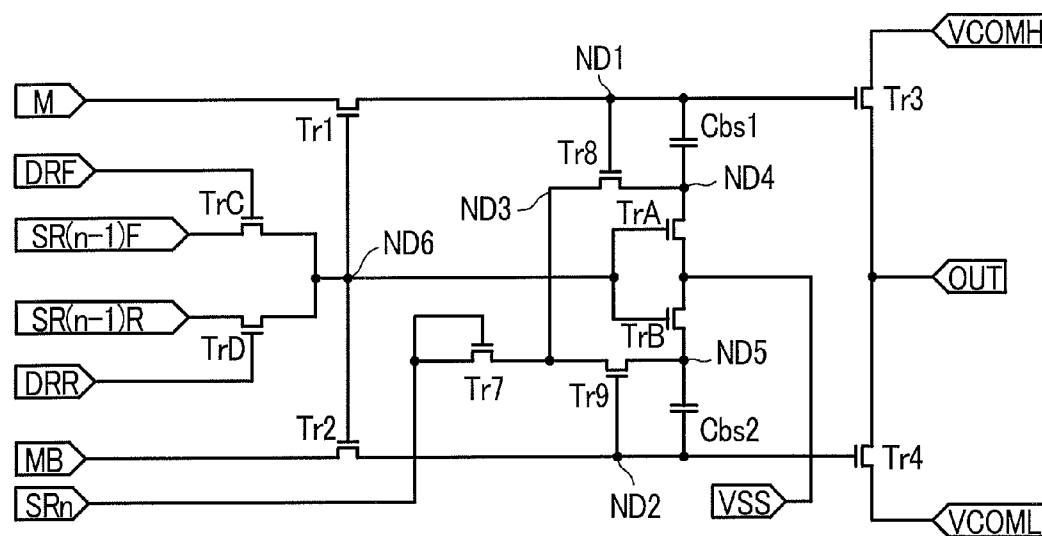 VCOMH
ND1
M
Tr3
Tr1
Cbs1
Tr8
DRF
ND4
ND3
TrC
TrA
SR(n-1)F
ND6
OUT
SR(n-1)R
TrB
TrD
ND5
DRR
Tr7
Tr9
Tr2
Cbs2
MB
Tr4
SRn
ND2
VSS
VCOML